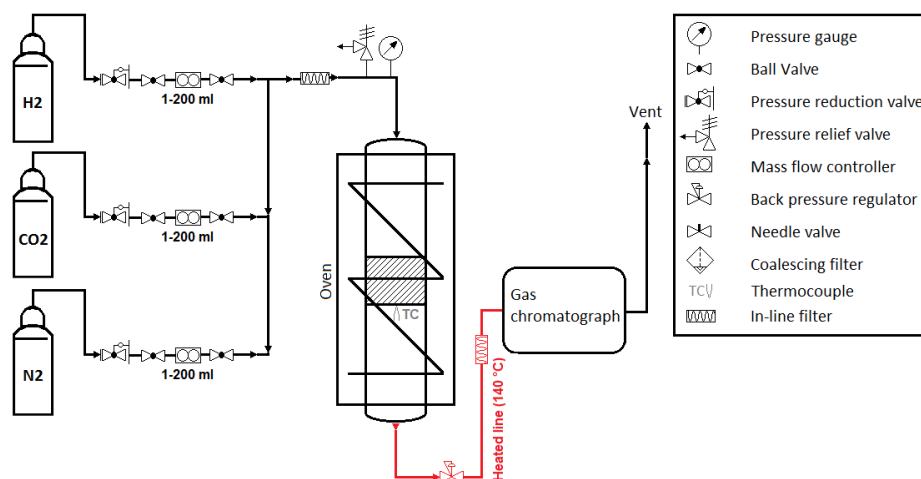 H2
1-200 ml
CO2
1-200 ml
N2
1-200 ml
Oven
TC
Heated line (140 °C)
Gas
chromatograph
Vent
Pressure gauge
Ball Valve
Pressure reduction valve
Pressure relief valve
Mass flow controller
Back pressure regulator
Needle valve
Coalescing filter
TC
Thermocouple
In-line filter